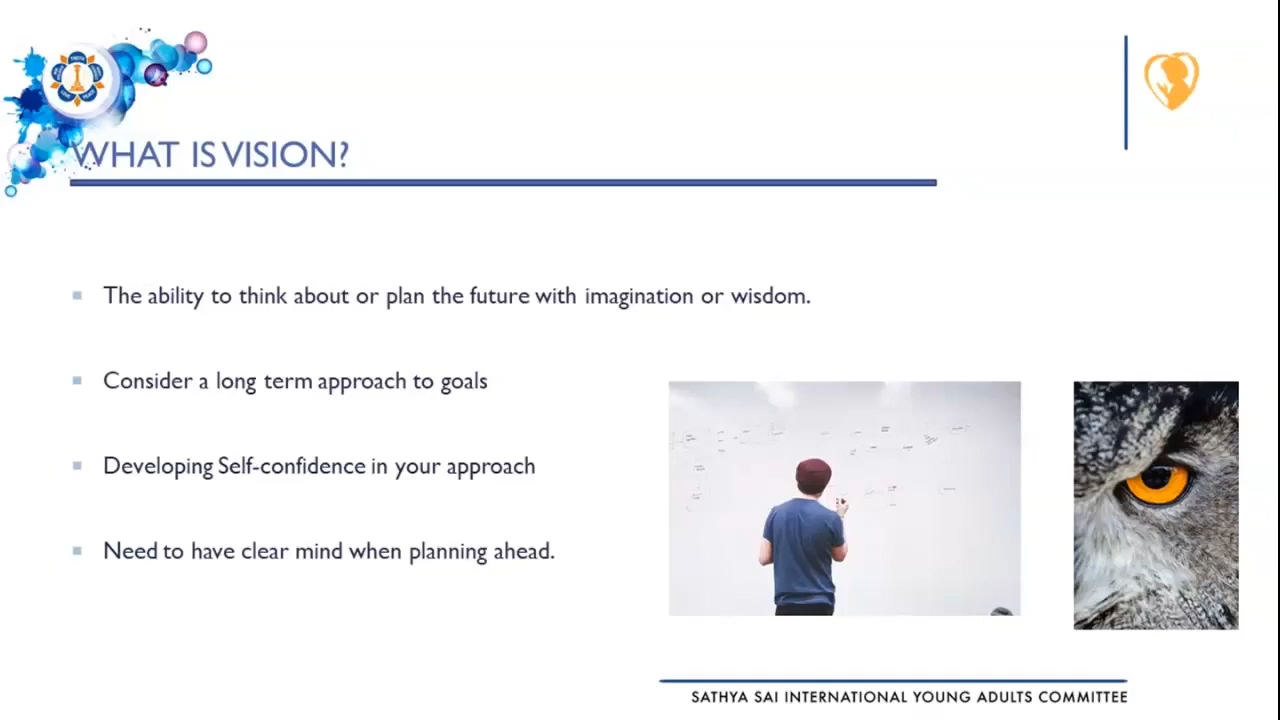 WHAT IS VISION?
The ability to think about or plan the future with imagination or wisdom.
Consider a long term approach to goals
Developing Self-confidence in your approach
Need to have clear mind when planning ahead.
SATHYA SAI INTERNATIONAL YOUNG ADULTS COMMITTEE